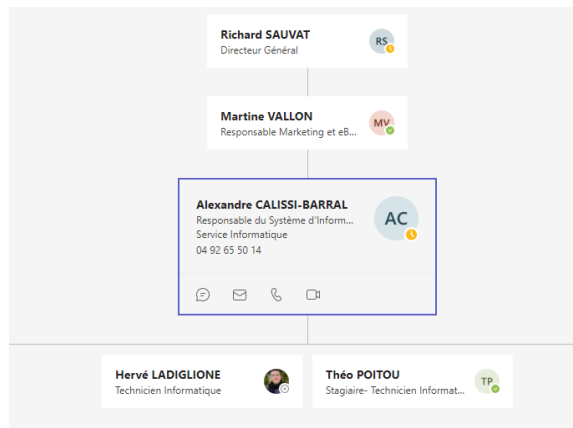 Richard SAUVAT
Directeur Général
RS
Martine VALLON
Responsable Marketing et eB...
MV
Alexandre CALISSI-BARRAL
Responsable du Système d'Inform...
Service Informatique
04 92 65 50 14
AC
Hervé LADIGLIONE
Technicien Informatique
Théo POITOU
Stagiaire- Technicien Informat...
TP